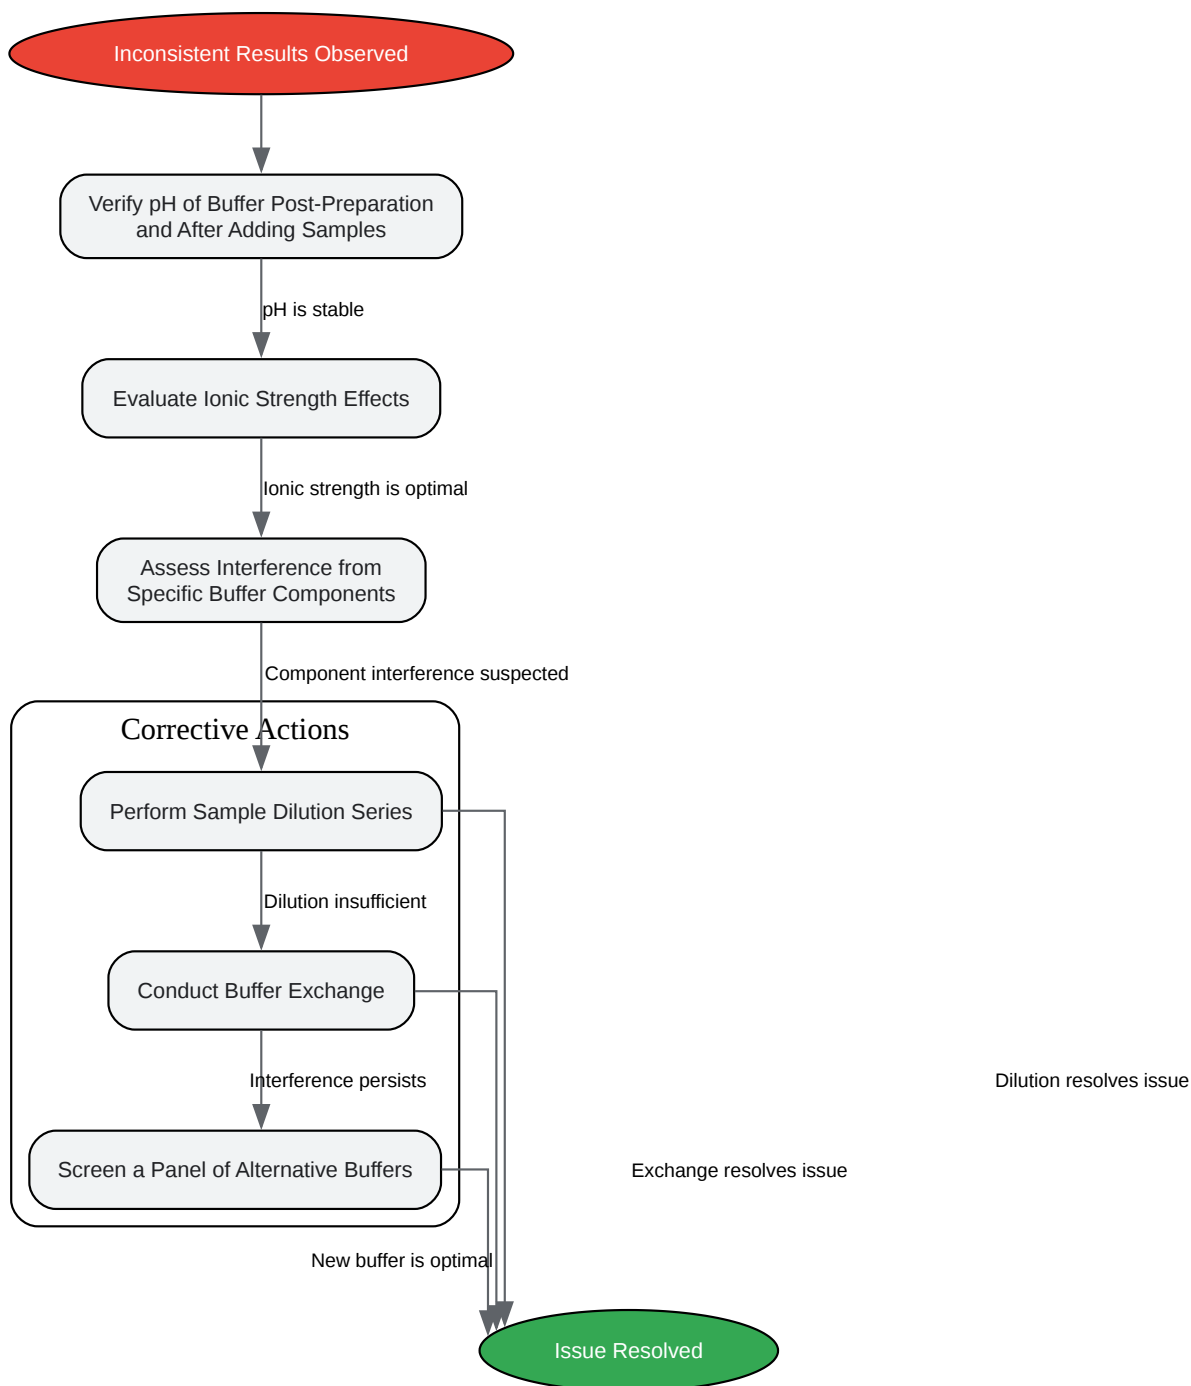 Inconsistent Results Observed
Verify pH of Buffer Post-Preparation
and After Adding Samples
pH is stable
Evaluate Ionic Strength Effects
Ionic strength is optimal
Assess Interference from
Specific Buffer Components
Component interference suspected
Corrective Actions
Perform Sample Dilution Series
Dilution insufficient
Conduct Buffer Exchange
Interference persists
Dilution resolves issue
Screen a Panel of Alternative Buffers
Exchange resolves issue
New buffer is optimal
Issue Resolved